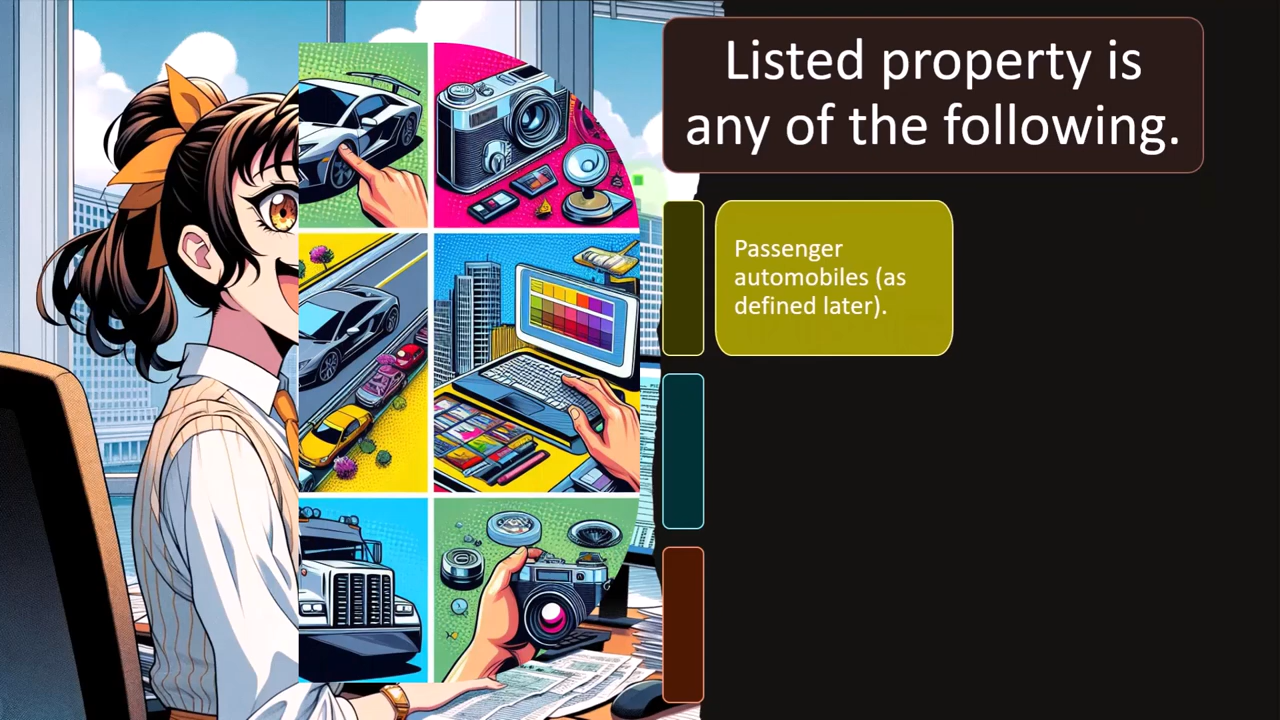 Listed property is
any of the following.
Passenger
automobiles (as
defined later).